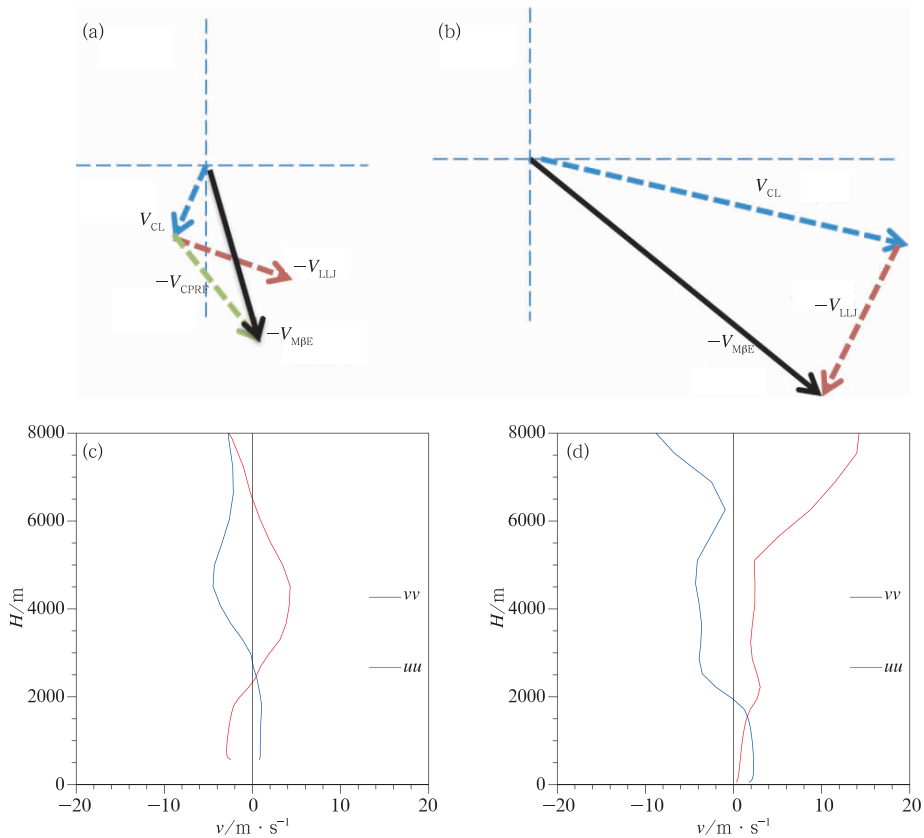 (a)
(b)
V_CL
−V_LLJ
−V_CPRF
−V_MβE
V_CL
−V_LLJ
−V_MβE
(c)
8000
6000
4000
2000
0
H/m
vv
uu
−20
−10
0
10
20
v/m · s⁻¹
(d)
8000
6000
4000
2000
0
H/m
vv
uu
−20
−10
0
10
20
v/m · s⁻¹